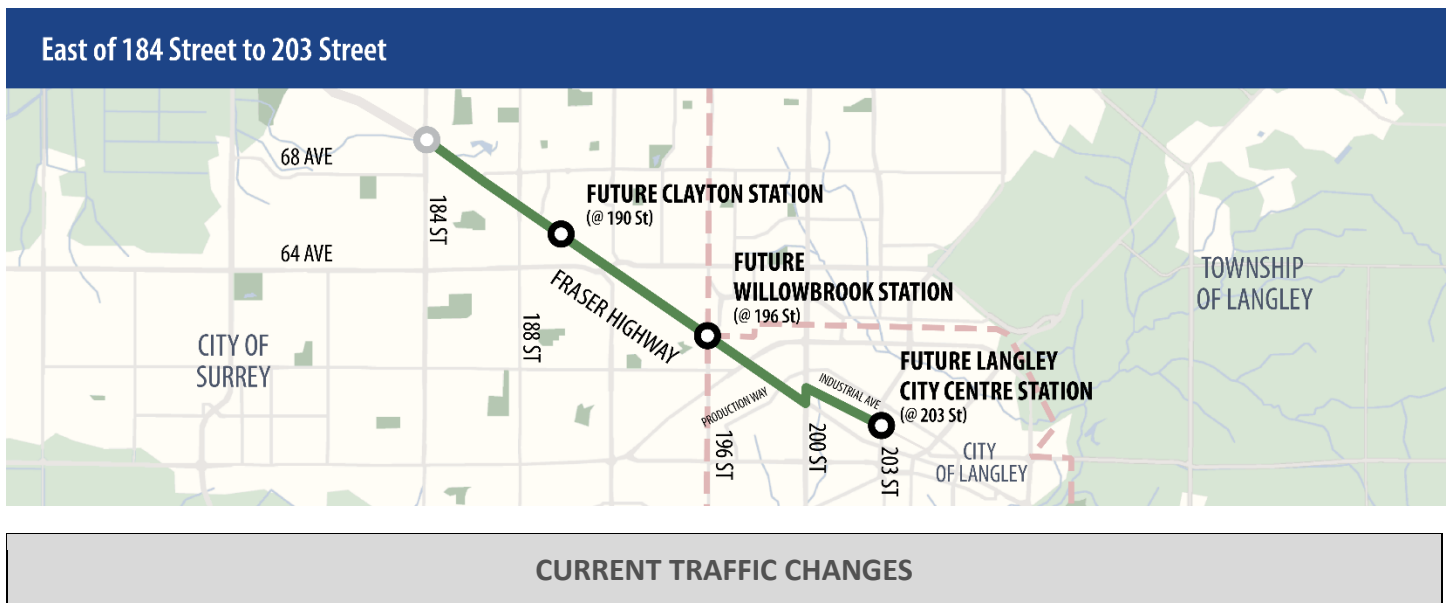 East of 184 Street to 203 Street
68 AVE
184 ST
FUTURE CLAYTON STATION
(@ 190 St)
64 AVE
FUTURE
WILLOWBROOK STATION
(@ 196 St)
TOWNSHIP
OF LANGLEY
FRASER HIGHWAY
188 ST
CITY OF
SURREY
FUTURE LANGLEY
CITY CENTRE STATION
(@ 203 St)
INDUSTRIAL AVE
PRODUCTION WAY
196 ST
200 ST
203 ST
CITY
OF LANGLEY
CURRENT TRAFFIC CHANGES